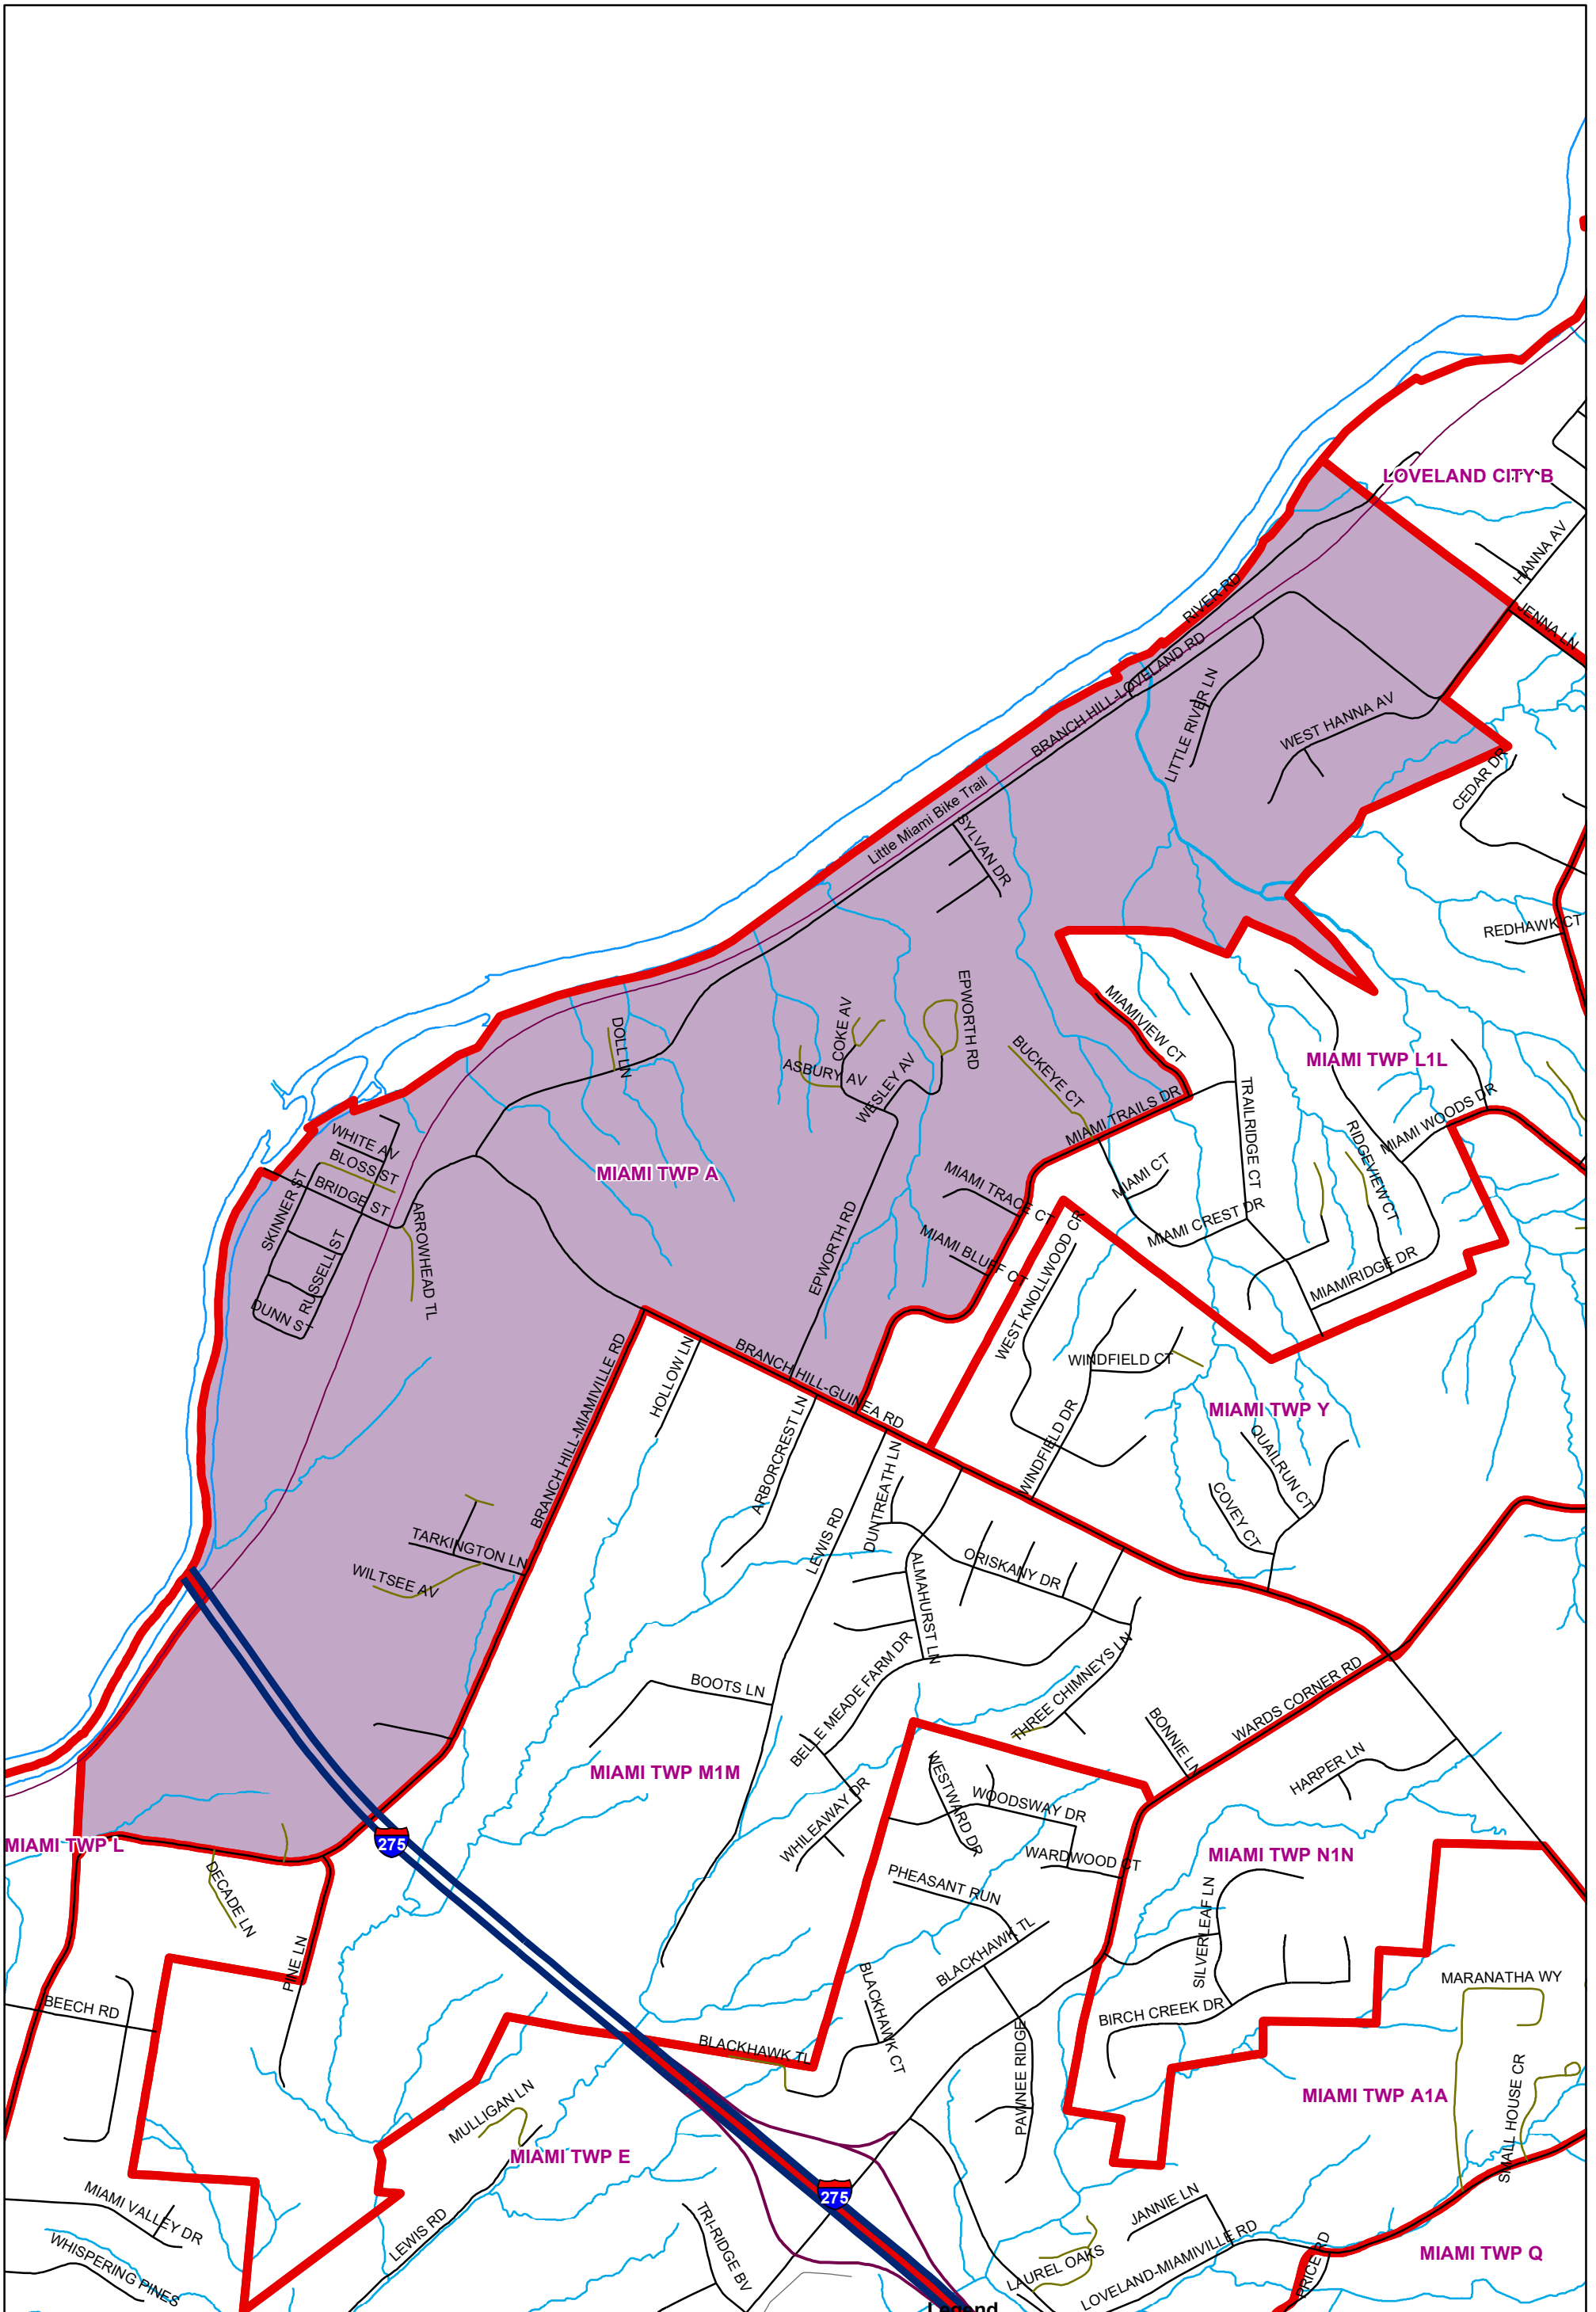 LOVELAND CITY B
HANNA AV
JENNA LN
RIVER RD
BRANCH HILL-LOVELAND RD
LITTLE RIVER LN
WEST HANNA AV
CEDAR DR
Little Miami Bike Trail
SYLVAN DR
REDHAWK CT
EPWORTH RD
COKE AV
ASBURY AV
WESLEY AV
DOLL LN
BUCKEYE CT
MIAMIVIEW CT
MIAMI TWP L1L
MIAMI TRAILS DR
TRAILRIDGE CT
MIAMI WOODS DR
RIDGEVIEW CT
WHITE AV
BLOSS ST
BRIDGE ST
SKINNER ST
RUSSELL ST
DUNN ST
ARROWHEAD TL
MIAMI TWP A
MIAMI CT
MIAMI TRACE CT
MIAMI CREST DR
MIAMI BLUFF CT
EPWORTH RD
WEST KNOLLWOOD CR
MIAMIRIDGE DR
BRANCH HILL-MIAMIVILLE RD
HOLLOW LN
BRANCH HILL-GUINEA RD
WINDFIELD CT
WINDFIELD DR
MIAMI TWP Y
QUAILRUN CT
COVEY CT
ARBORCREST LN
LEWIS RD
DUNTREATH LN
ORISKANY DR
ALMAHURST LN
TARKINGTON LN
WILTSEE AV
BOOTS LN
BELLE MEADE FARM DR
THREE CHIMNEYS LN
BONNIE LN
WARDS CORNER RD
HARPER LN
MIAMI TWP M1M
WHILEAWAY DR
WESTWARD DR
WOODSWAY DR
WARDWOOD CT
PHEASANT RUN
MIAMI TWP N1N
MIAMI TWP L
275
DECADE LN
PINE LN
BEECH RD
BLACKHAWK TL
BLACKHAWK CT
BLACKHAWK TL
SILVERLEAF LN
BIRCH CREEK DR
MARANATHA WY
PAWNEE RIDGE
MIAMI TWP A1A
SMALL HOUSE CR
MULLIGAN LN
MIAMI TWP E
275
LEWIS RD
MIAMI VALLEY DR
WHISPERING PINES
TRI-RIDGE BV
JANNIE LN
LAUREL OAKS
LOVELAND-MIAMIVILLE RD
PRICE RD
MIAMI TWP Q
Legend